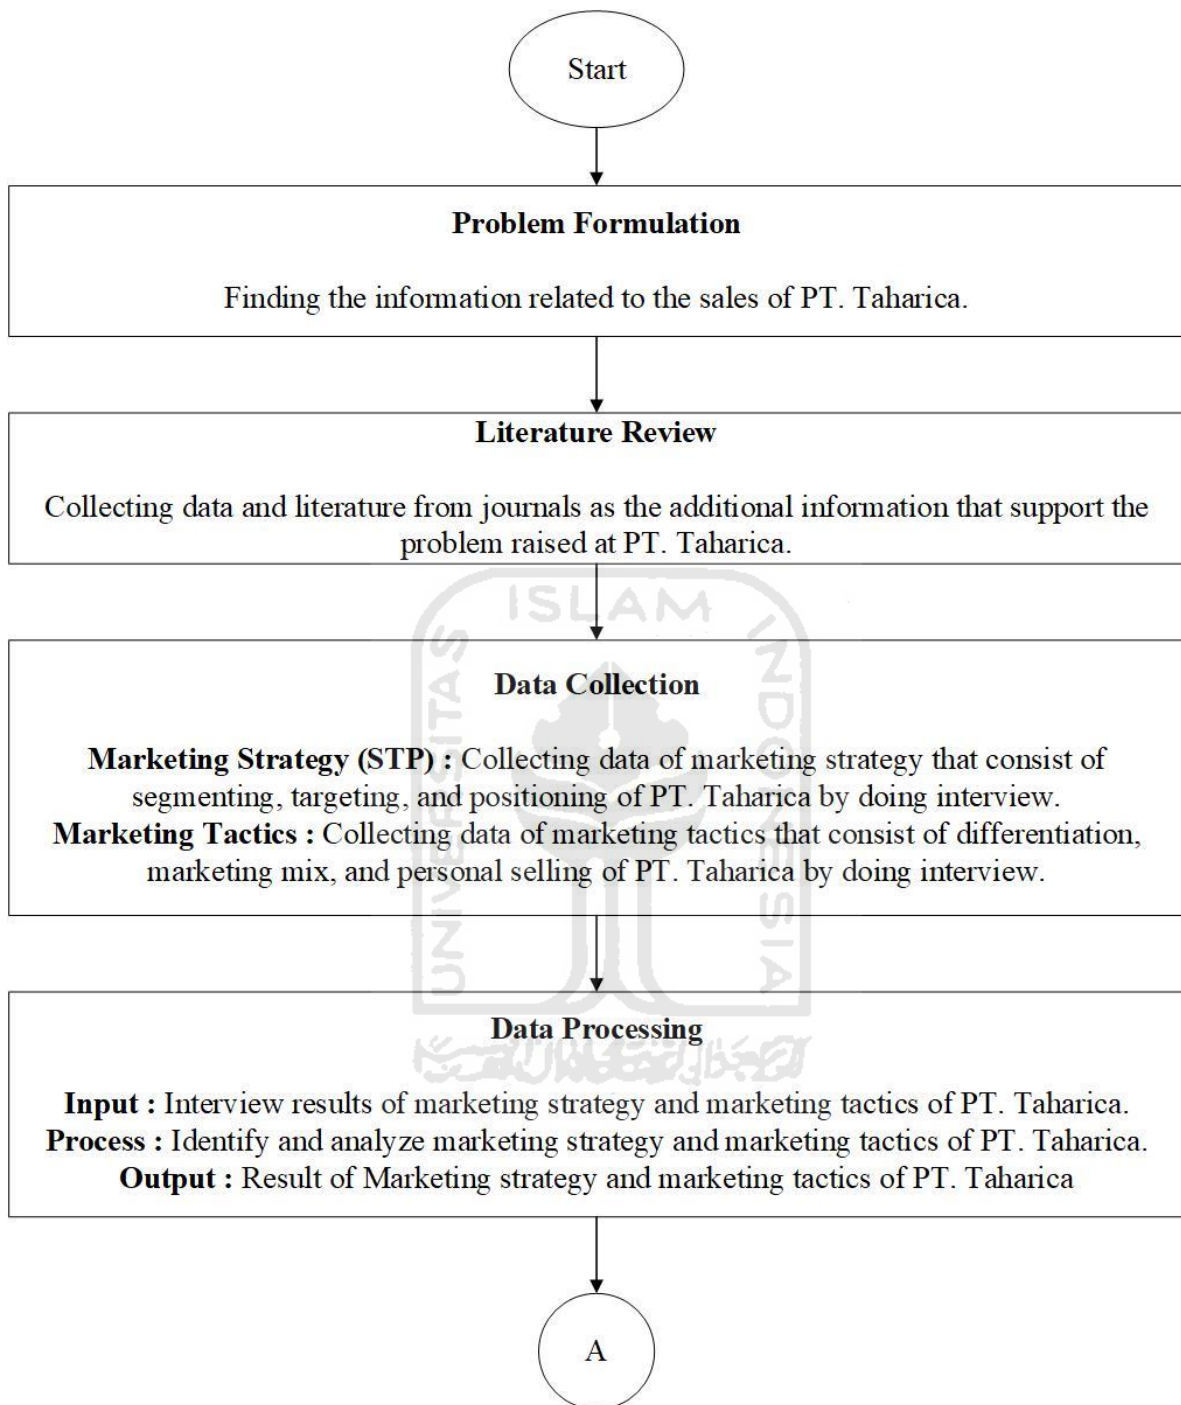 Start
Problem Formulation
Finding the information related to the sales of PT. Taharica.
Literature Review
Collecting data and literature from journals as the additional information that support the
problem raised at PT. Taharica.
ISLAM
UNIVERSITAS
INDONESIA
Data Collection
Marketing Strategy (STP) : Collecting data of marketing strategy that consist of
segmenting, targeting, and positioning of PT. Taharica by doing interview.
Marketing Tactics : Collecting data of marketing tactics that consist of differentiation,
marketing mix, and personal selling of PT. Taharica by doing interview.
Data Processing
Input : Interview results of marketing strategy and marketing tactics of PT. Taharica.
Process : Identify and analyze marketing strategy and marketing tactics of PT. Taharica.
Output : Result of Marketing strategy and marketing tactics of PT. Taharica
A